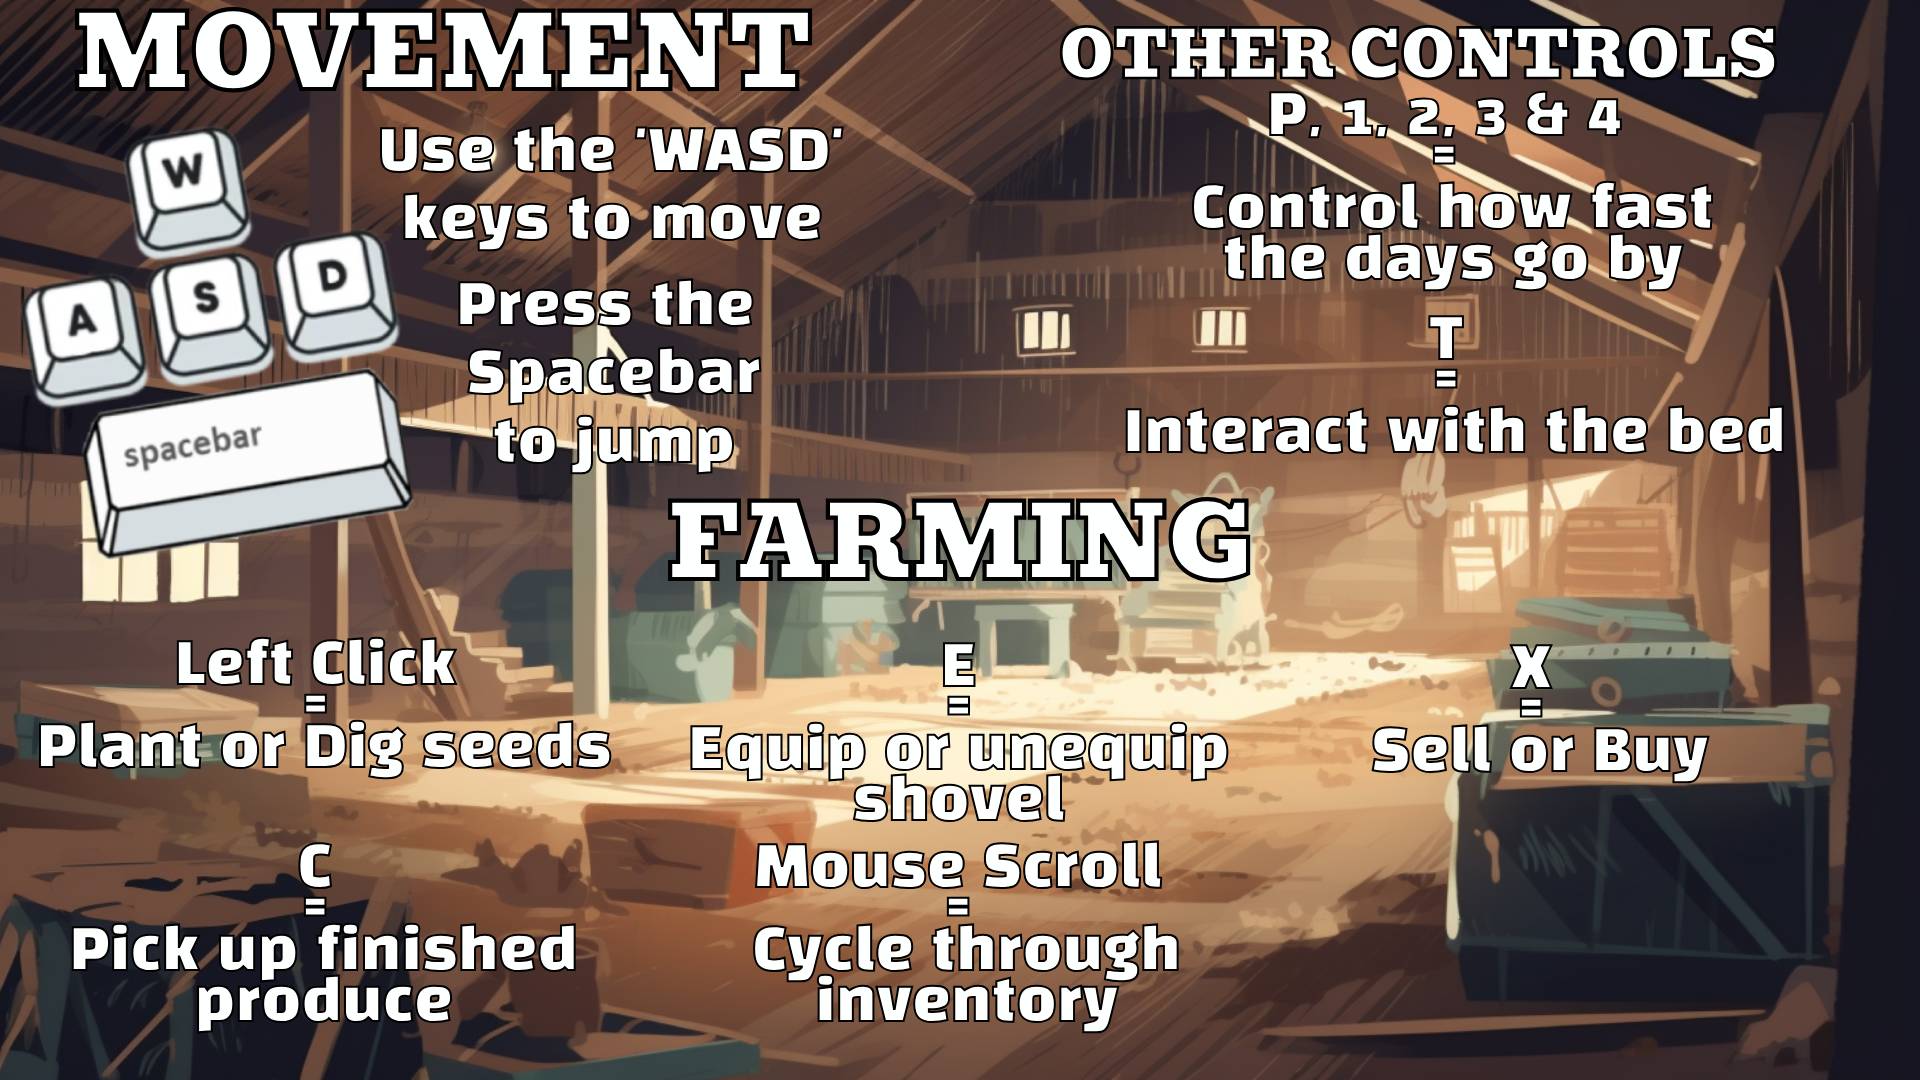 MOVEMENT
W
A S D
spacebar
Use the 'WASD'
keys to move
Press the
Spacebar
to jump
OTHER CONTROLS
P, 1, 2, 3 & 4
=
Control how fast
the days go by
T
=
Interact with the bed
FARMING
Left Click
=
Plant or Dig seeds
E
=
Equip or unequip
shovel
X
=
Sell or Buy
C
=
Pick up finished
produce
Mouse Scroll
=
Cycle through
inventory